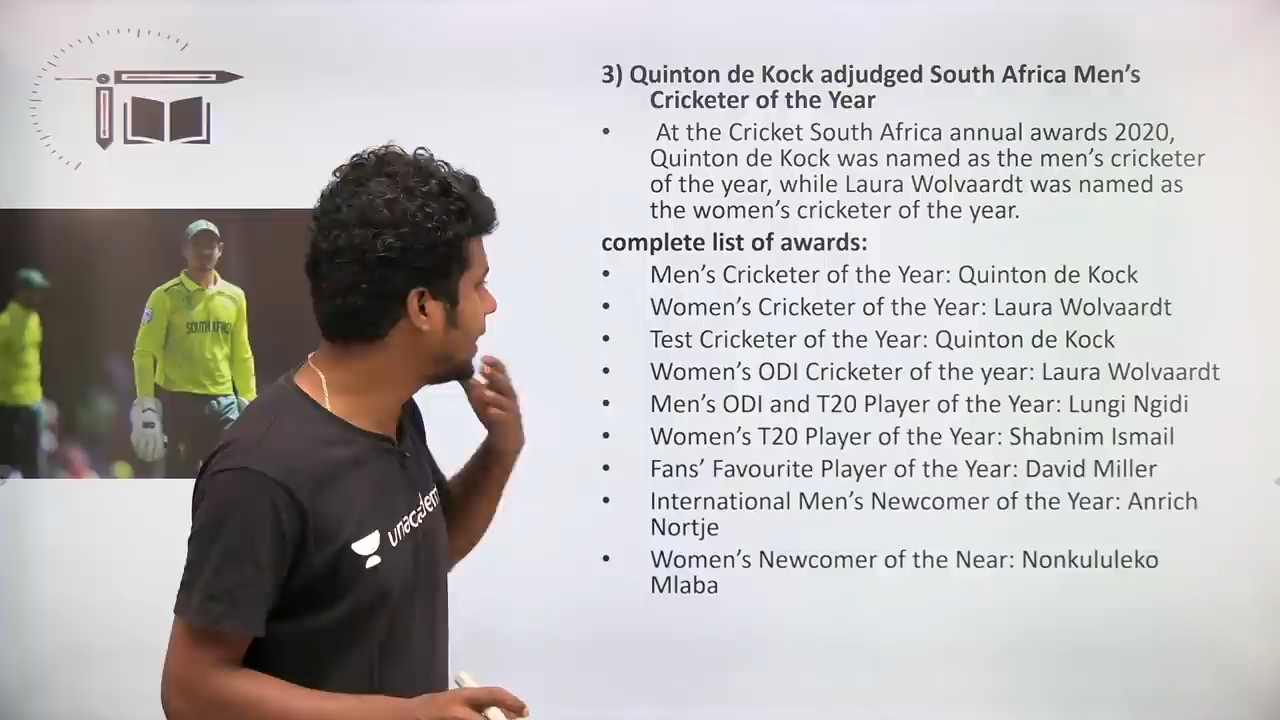 3) Quinton de Kock adjudged South Africa Men’s
Cricketer of the Year
• At the Cricket South Africa annual awards 2020,
Quinton de Kock was named as the men’s cricketer
of the year, while Laura Wolvaardt was named as
the women’s cricketer of the year.
complete list of awards:
• Men’s Cricketer of the Year: Quinton de Kock
• Women’s Cricketer of the Year: Laura Wolvaardt
• Test Cricketer of the Year: Quinton de Kock
• Women’s ODI Cricketer of the year: Laura Wolvaardt
• Men’s ODI and T20 Player of the Year: Lungi Ngidi
• Women’s T20 Player of the Year: Shabnim Ismail
• Fans’ Favourite Player of the Year: David Miller
• International Men’s Newcomer of the Year: Anrich
Nortje
• Women’s Newcomer of the Near: Nonkululeko
Mlaba
SOUTH AFRI
unacadem